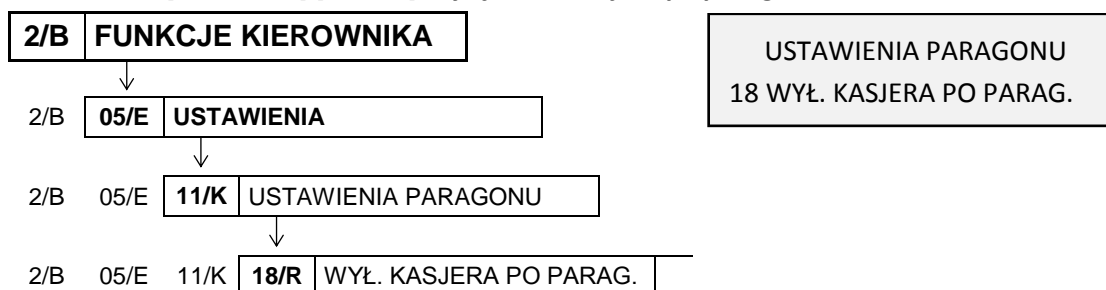 2/B FUNKCJE KIEROWNIKA
USTAWIENIA PARAGONU
18 WYŁ. KASJERA PO PARAG.
2/B 05/E USTAWIENIA
2/B 05/E 11/K USTAWIENIA PARAGONU
2/B 05/E 11/K 18/R WYŁ. KASJERA PO PARAG.